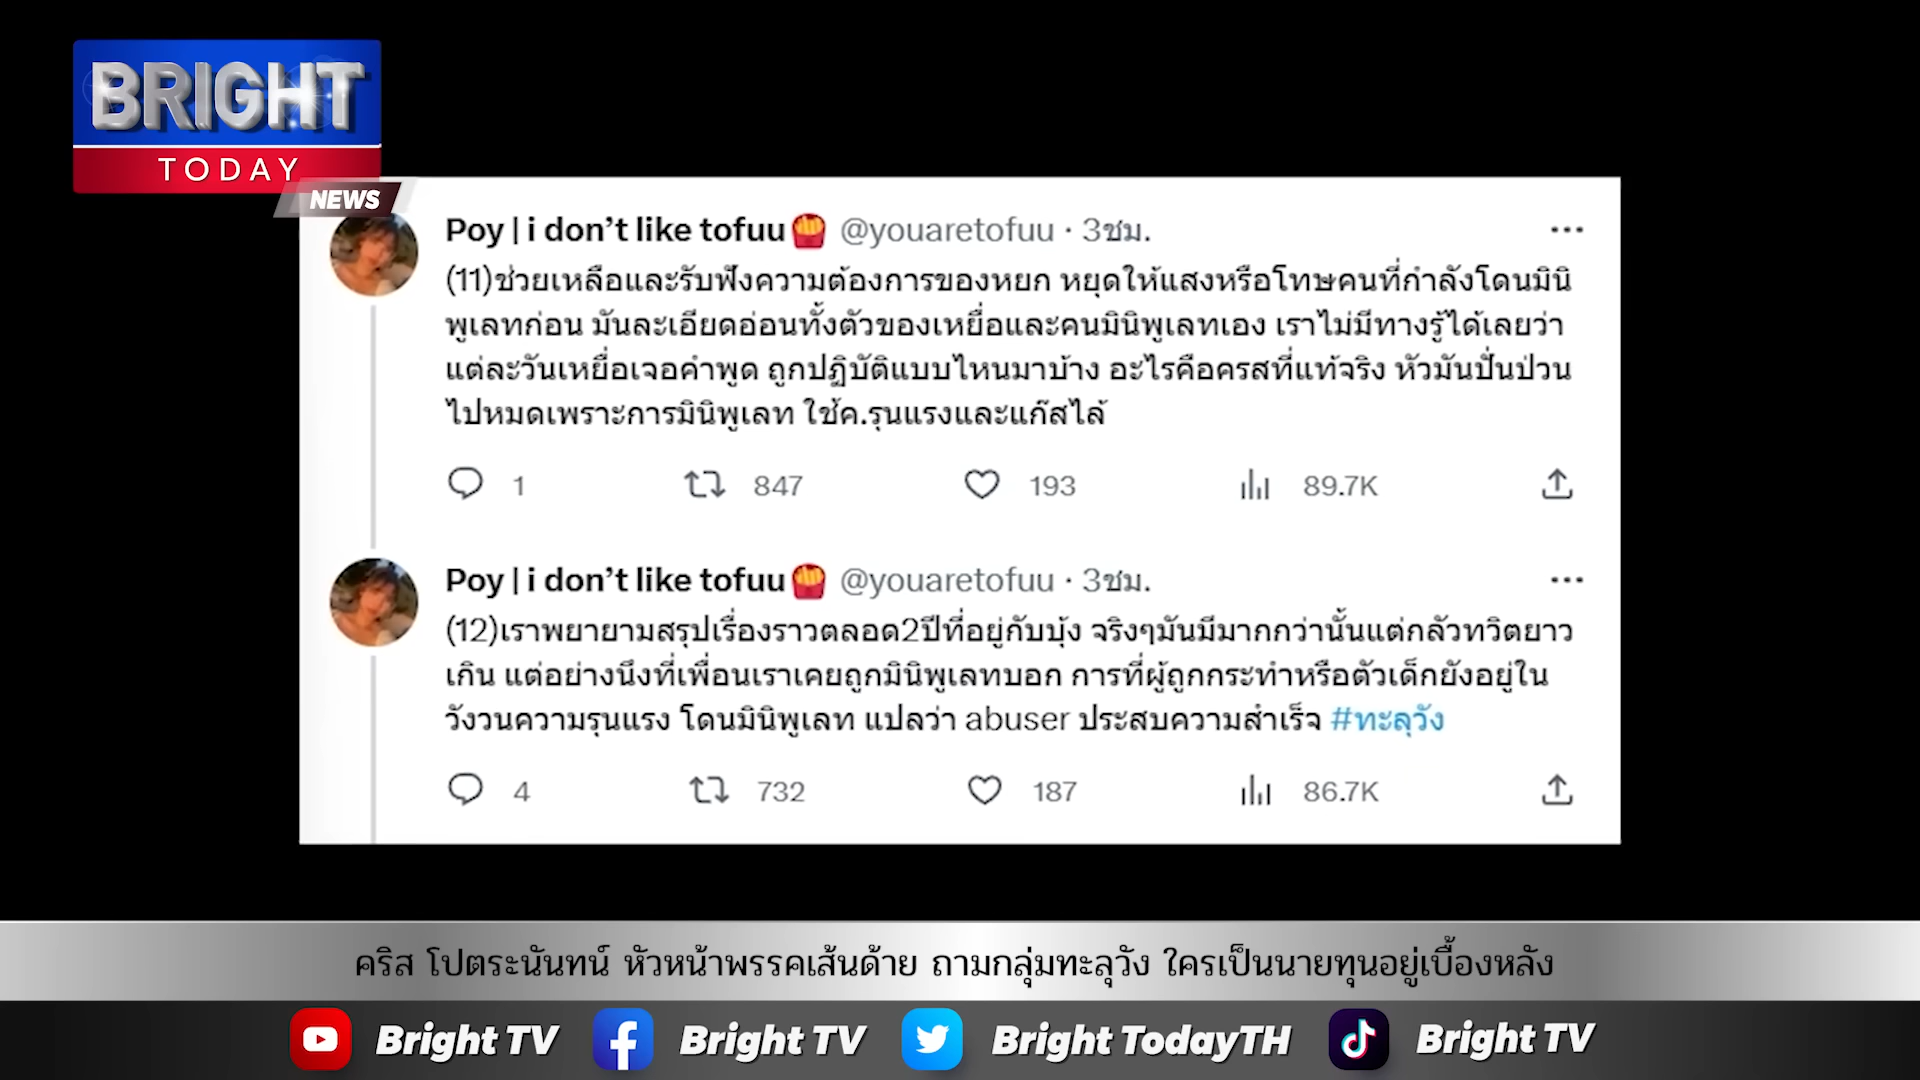 BRIGHT
TODAY
NEWS
Poy | i don't like tofuu🍟 @youaretofuu · 3ชม.
(11)ช่วยเหลือและรับฟังความต้องการของหยก หยุดให้แสงหรือโทษคนที่กำลังโดนมินิ
พูเลทก่อน มันละเอียดอ่อนทั้งตัวของเหยื่อและคนมินิพูเลทเอง เราไม่มีทางรู้ได้เลยว่า
แต่ละวันเหยื่อเจอคำพูด ถูกปฏิบัติแบบไหนมาบ้าง อะไรคือครสที่แท้จริง หัวมันปั่นป่วน
ไปหมดเพราะการมินิพูเลท ใช้ค.รุนแรงและแก๊สไล้
1 847 193 89.7K
Poy | i don't like tofuu🍟 @youaretofuu · 3ชม.
(12)เราพยายามสรุปเรื่องราวตลอด2ปีที่อยู่กับบุ้ง จริงๆมันมีมากกว่านั้นแต่กลัวทวิตยาว
เกิน แต่อย่างนึงที่เพื่อนเราเคยถูกมินิพูเลทบอก การที่ผู้ถูกกระทำหรือตัวเด็กยังอยู่ใน
วังวนความรุนแรง โดนมินิพูเลท แปลว่า abuser ประสบความสำเร็จ #ทะลุวัง
4 732 187 86.7K
คริส โปตระนันทน์ หัวหน้าพรรคเส้นด้าย ถามกลุ่มทะลุวัง ใครเป็นนายทุนอยู่เบื้องหลัง
Bright TV Bright TV Bright TodayTH Bright TV